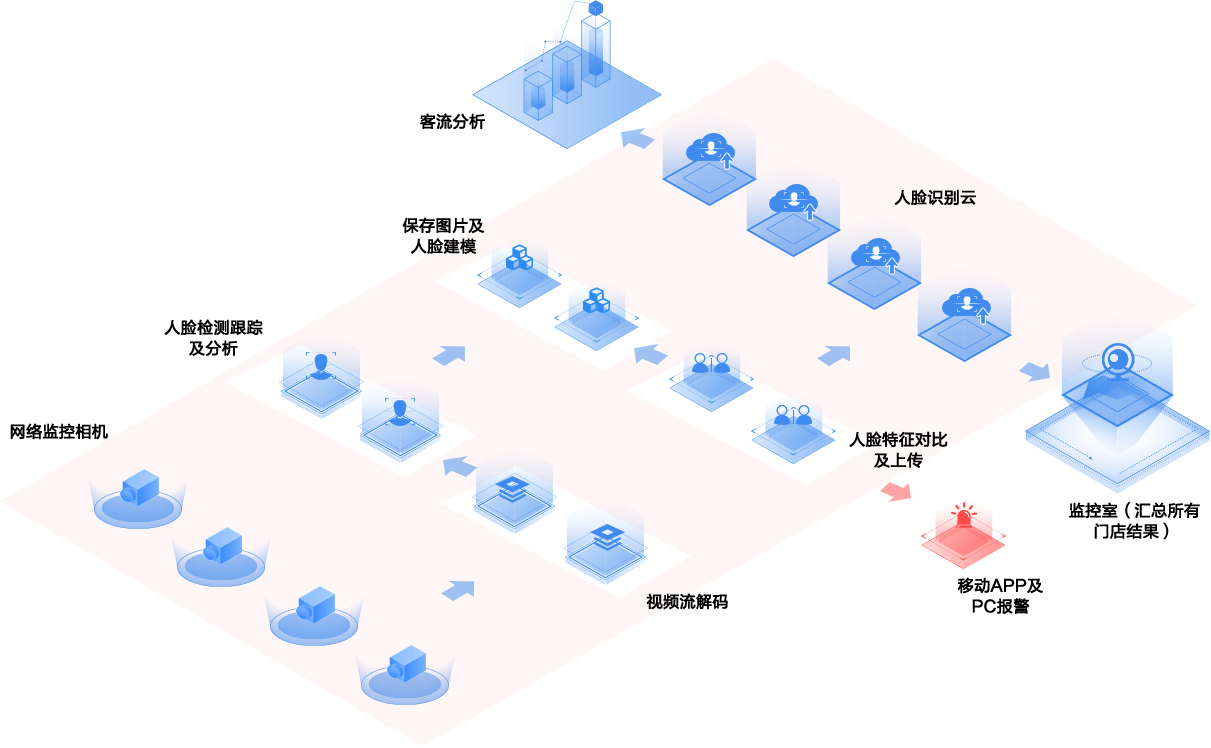 客流分析
人脸识别云
保存图片及
人脸建模
人脸检测跟踪
及分析
网络监控相机
人脸特征对比
及上传
监控室（汇总所有
门店结果）
移动APP及
PC报警
视频流解码